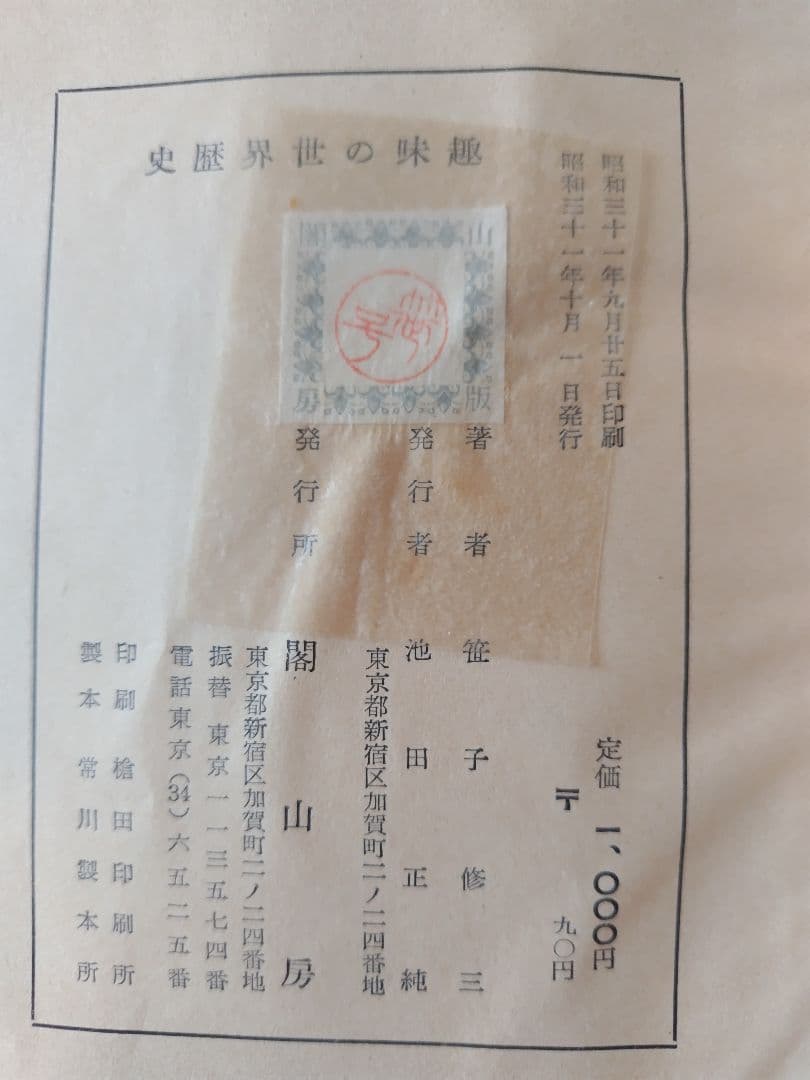 趣味の世界歴史
昭和三十一年九月廿五日印刷
昭和三十一年十月一日発行
定価 一、〇〇〇円
〒 九〇円
閣山
房版
著者 笹子修三
発行者 池田正純
東京都新宿区加賀町二ノ二四番地
発行所 閣山房
東京都新宿区加賀町二ノ二四番地
振替 東京一一三五七四番
電話東京(34)六五二五番
印刷 槍田印刷所
製本 常川製本所